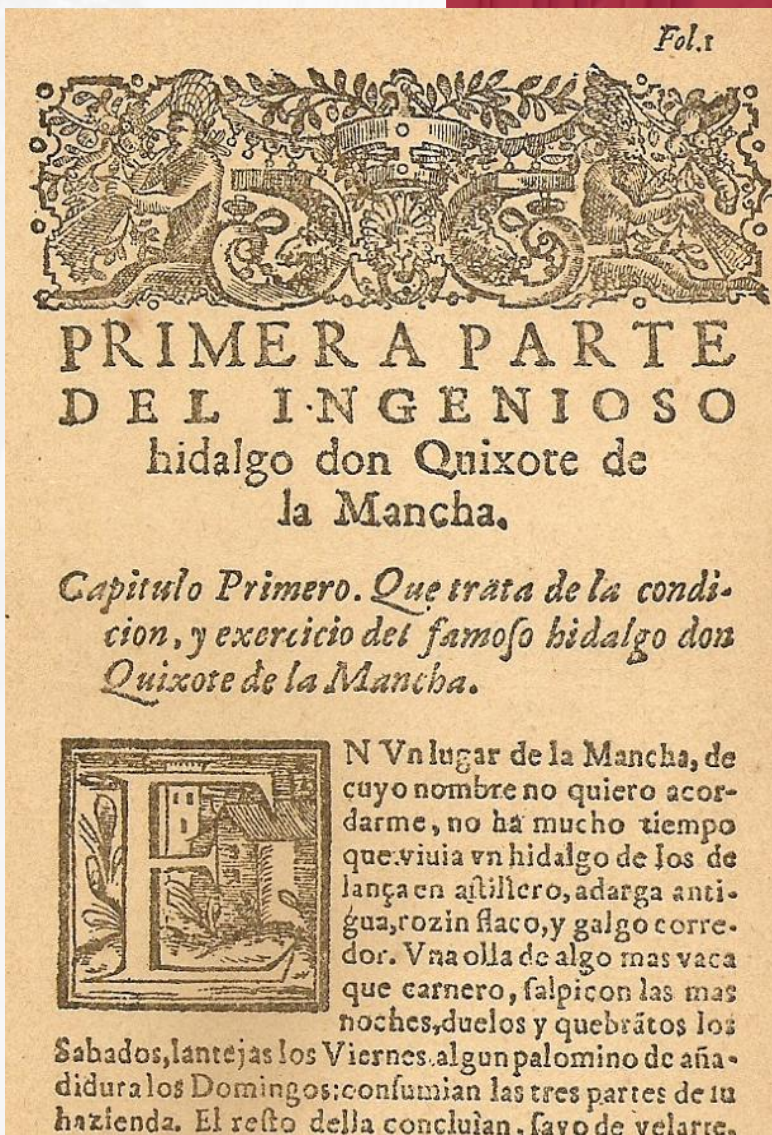 Fol.1
PRIMERA PARTE
DEL INGENIOSO
hidalgo don Quixote de
la Mancha.
Capitulo Primero. Que trata de la condi-
cion, y exercicio del famoſo hidalgo don
Quixote de la Mancha.
EN Vn lugar de la Mancha, de
cuyo nombre no quiero acor-
darme, no ha mucho tiempo
que viuia vn hidalgo de los de
lança en aſtillero, adarga anti-
gua, rozin flaco, y galgo corre-
dor. Vna olla de algo mas vaca
que carnero, ſalpicon las mas
noches, duelos y quebrãtos los
Sabados, lantejas los Viernes, algun palomino de aña-
didura los Domingos: conſumian las tres partes de ſu
hazienda. El reſto della concluîan, ſayo de velarte,